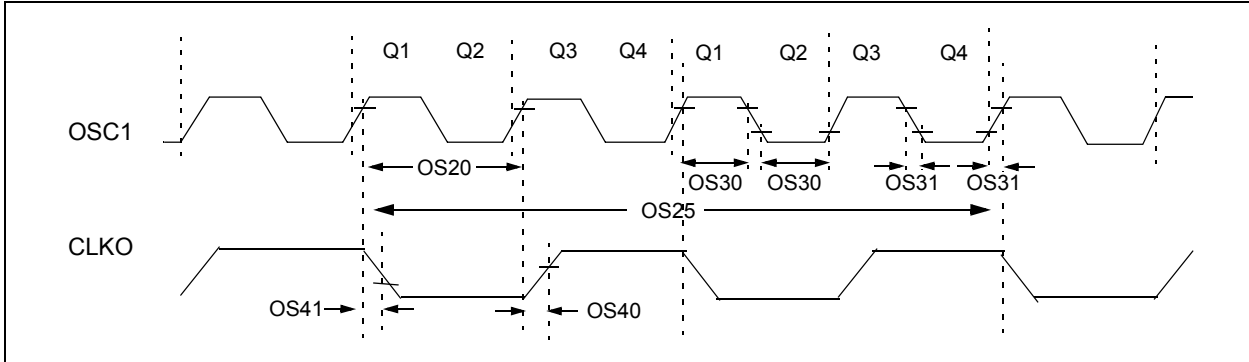 Q1 Q2 Q3 Q4 Q1 Q2 Q3 Q4
OSC1
OS20
OS30 OS30 OS31 OS31
OS25
CLKO
OS41 OS40